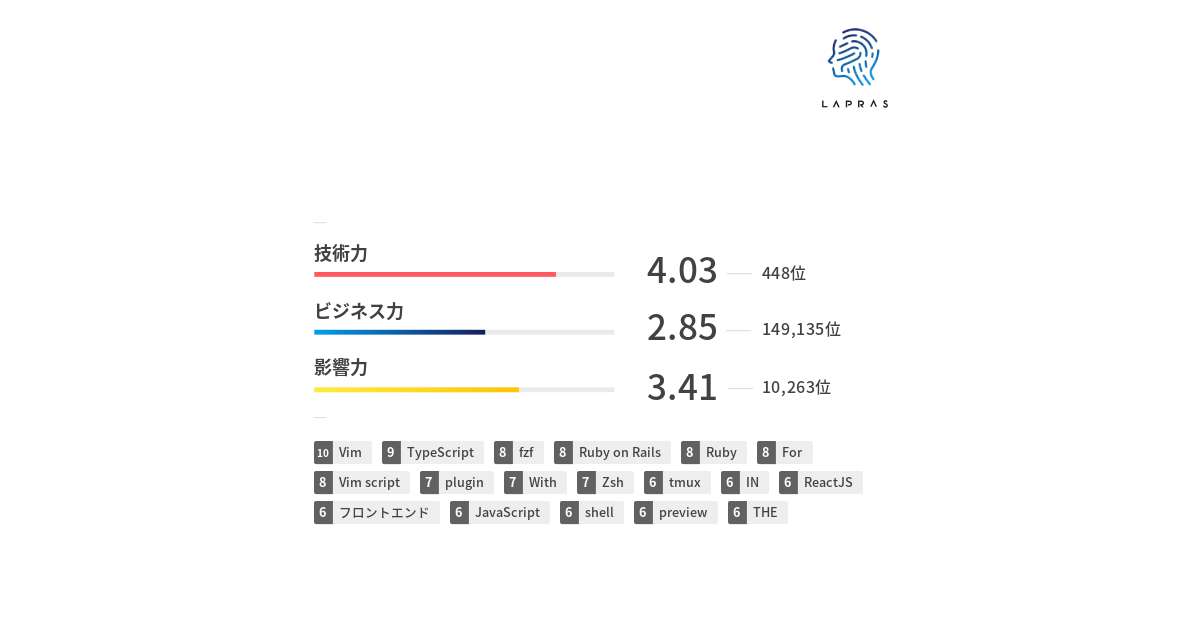 LAPRAS
技術力
4.03 448位
ビジネス力
2.85 149,135位
影響力
3.41 10,263位
10 Vim 9 TypeScript 8 fzf 8 Ruby on Rails 8 Ruby 8 For
8 Vim script 7 plugin 7 With 7 Zsh 6 tmux 6 IN 6 ReactJS
6 フロントエンド 6 JavaScript 6 shell 6 preview 6 THE